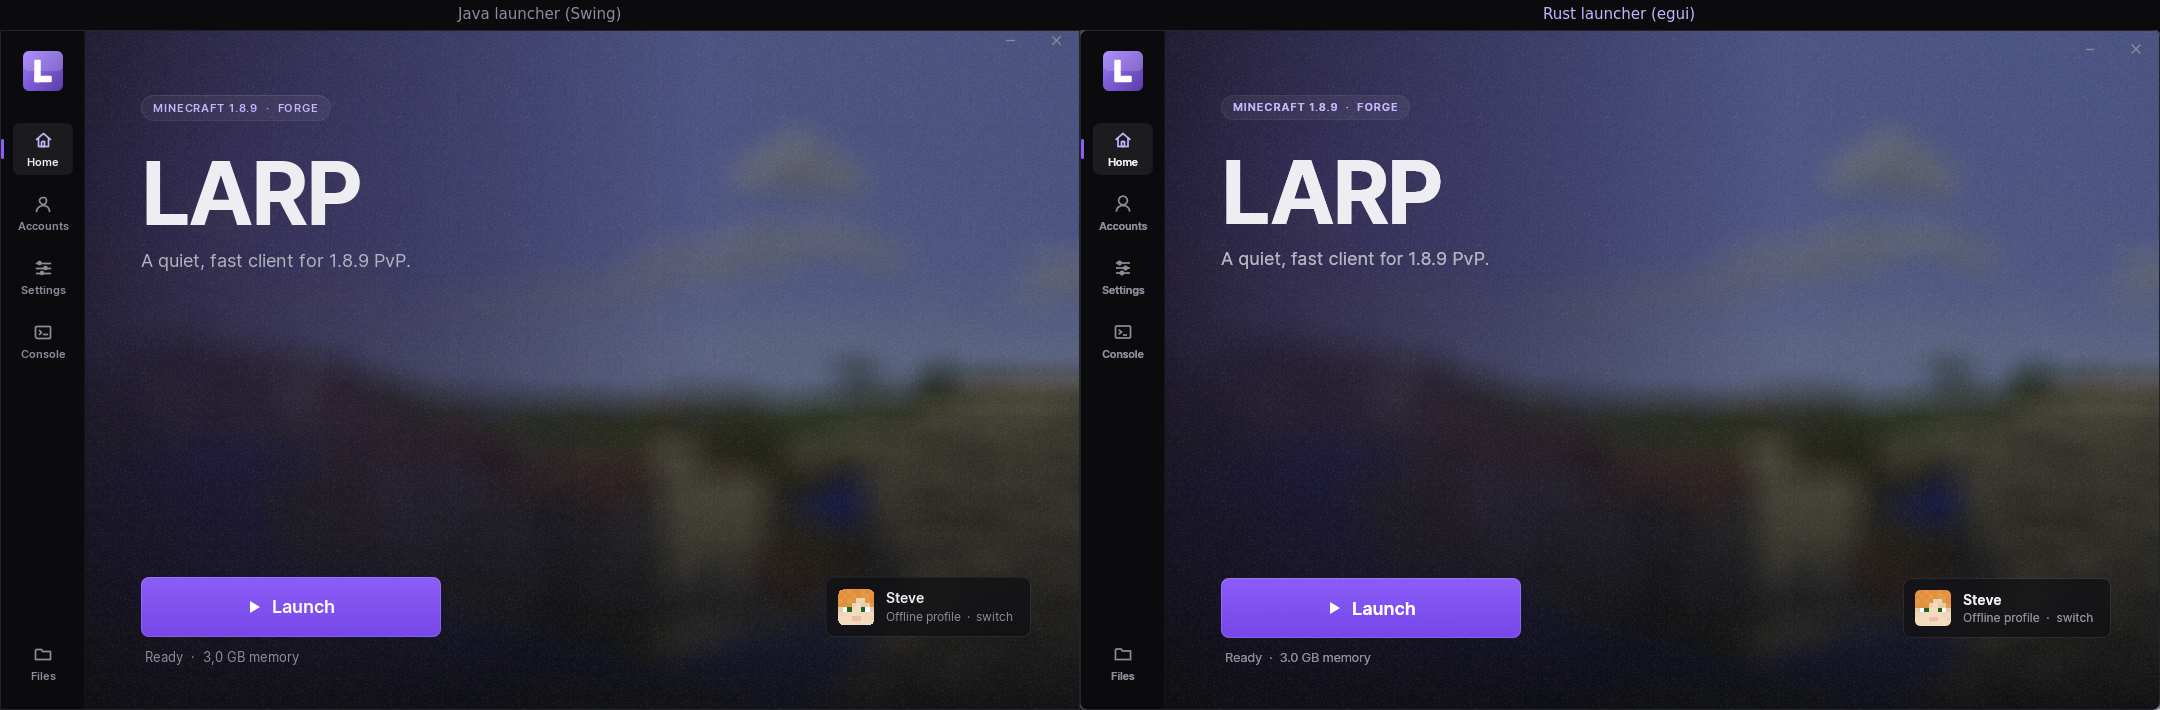 Java launcher (Swing)
L
MINECRAFT 1.8.9 · FORGE
Home
LARP
Accounts
A quiet, fast client for 1.8.9 PvP.
Settings
Console
Launch
Steve
Offline profile · switch
Ready · 3,0 GB memory
Files
Rust launcher (egui)
L
MINECRAFT 1.8.9 · FORGE
Home
LARP
Accounts
A quiet, fast client for 1.8.9 PvP.
Settings
Console
Launch
Steve
Offline profile · switch
Ready · 3.0 GB memory
Files